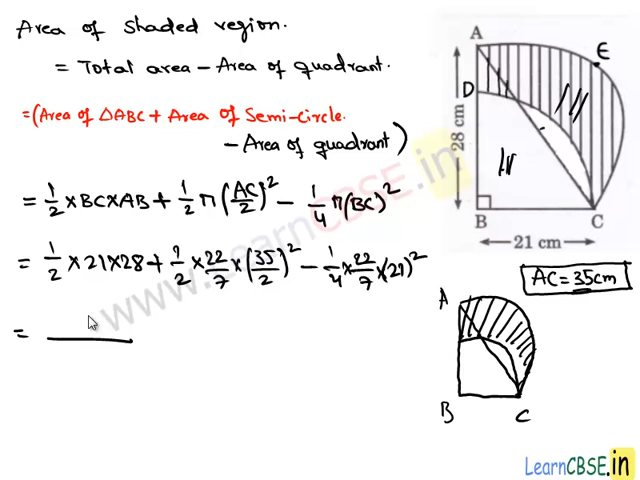 Area of shaded region.
= Total area - Area of quadrant.
= (Area of ΔABC + Area of Semi-Circle
- Area of quadrant)
= 1/2 × BC × AB + 1/2 π (AC/2)² - 1/4 π (BC)²
= 1/2 × 21 × 28 + 1/2 × 22/7 × (35/2)² - 1/4 × 22/7 × (21)²
=
A
E
D
28 cm
B
C
21 cm
AC = 35cm
A
B
C
www.LearnCBSE.in
LearnCBSE.in